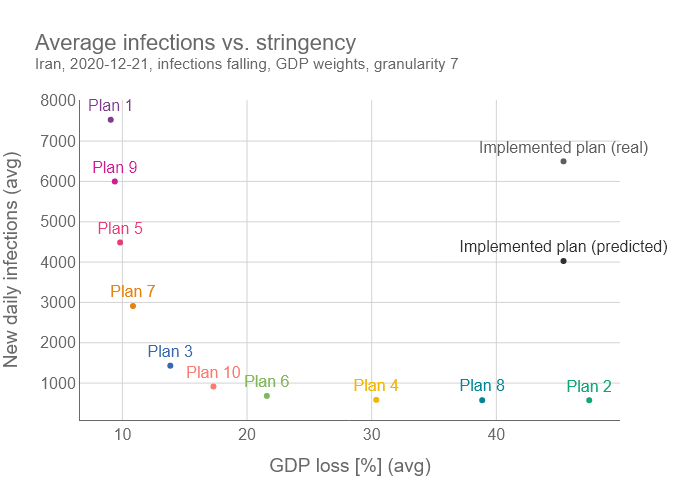 Average infections vs. stringency
Iran, 2020-12-21, infections falling, GDP weights, granularity 7
New daily infections (avg)
8000
7000
6000
5000
4000
3000
2000
1000
Plan 1
Implemented plan (real)
Plan 9
Plan 5
Implemented plan (predicted)
Plan 7
Plan 3
Plan 10
Plan 6
Plan 4
Plan 8
Plan 2
10
20
30
40
GDP loss [%] (avg)